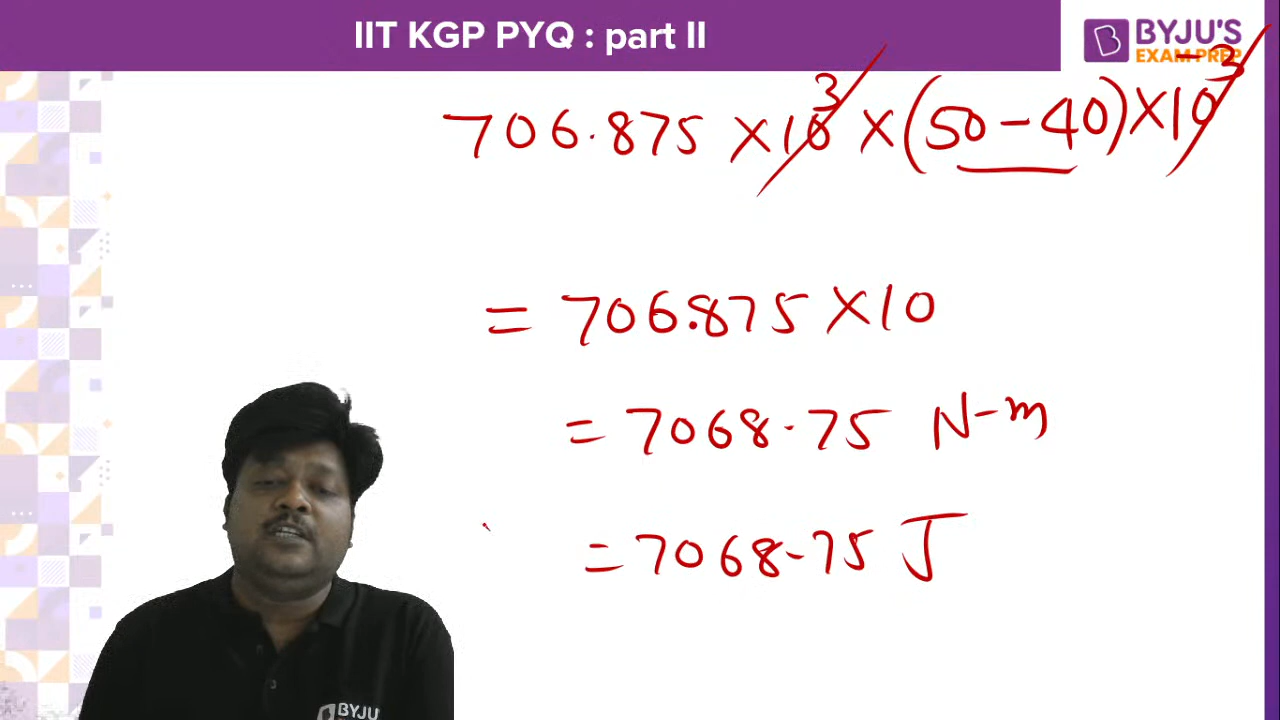 IIT KGP PYQ : part II
BYJU'S
EXAM PREP
706.875 ×10³ ×(50-40)×10⁻³
= 706.875 ×10
= 7068.75 N-m
= 7068.75 J
BYJU'